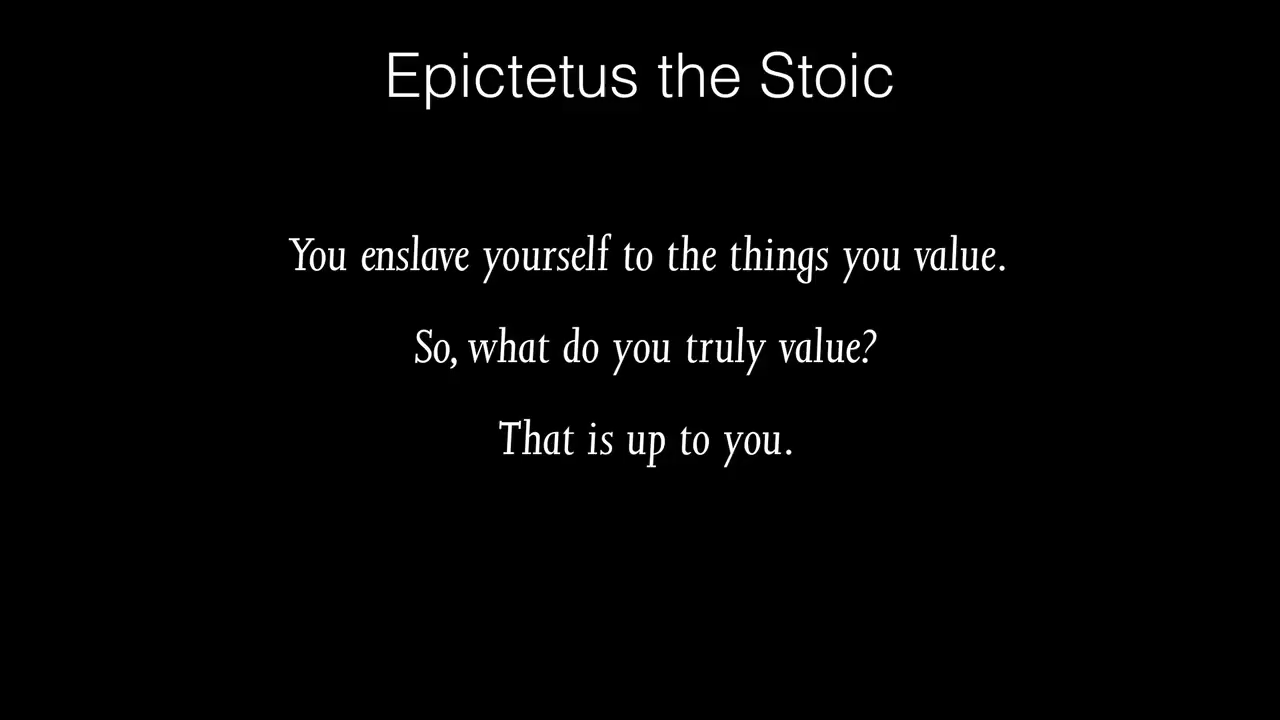 Epictetus the Stoic
You enslave yourself to the things you value.
So, what do you truly value?
That is up to you.